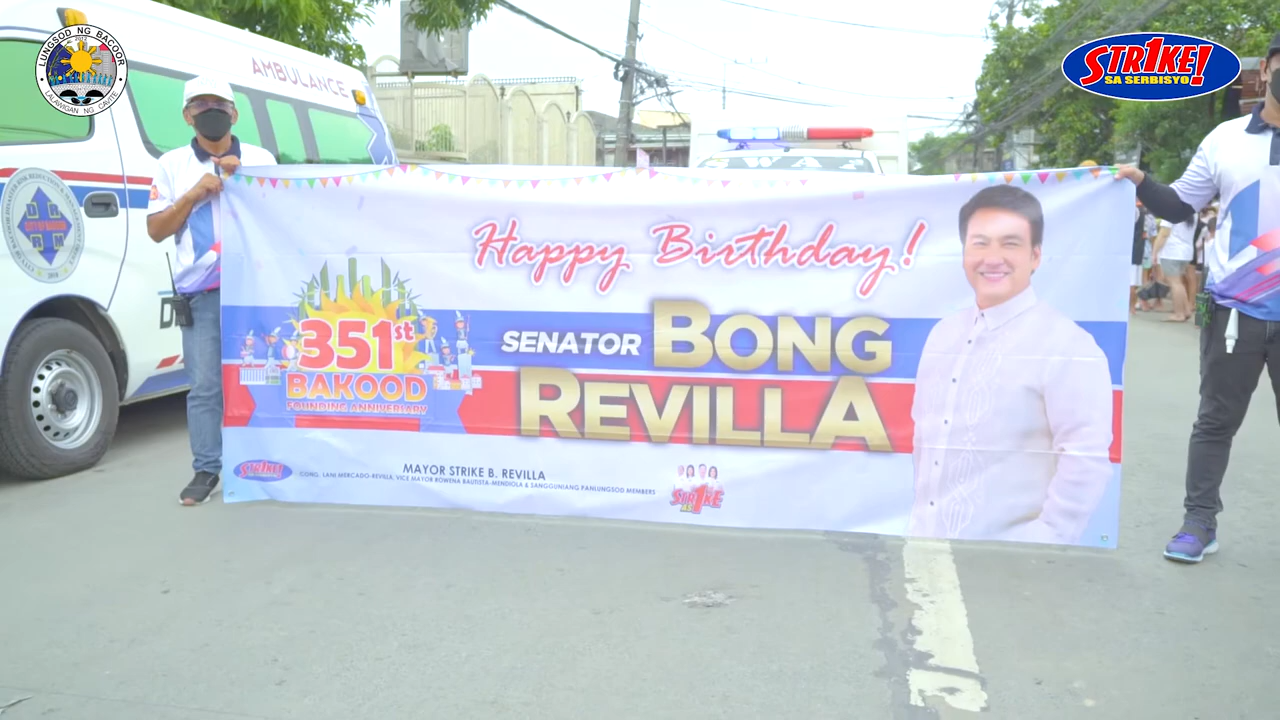 LUNGSOD NG BACOOR
LALAWIGAN NG CAVITE
STR1KE!
SA SERBISYO
AMBULANCE
Happy Birthday!
SENATOR BONG
REVILLA
351st
BAKOOD
FOUNDING ANNIVERSARY
STR1KE!
MAYOR STRIKE B. REVILLA
CONG. LANI MERCADO-REVILLA, VICE MAYOR ROWENA BAUTISTA-MENDIOLA & SANGGUNIANG PANLUNGSOD MEMBERS
STR1KE